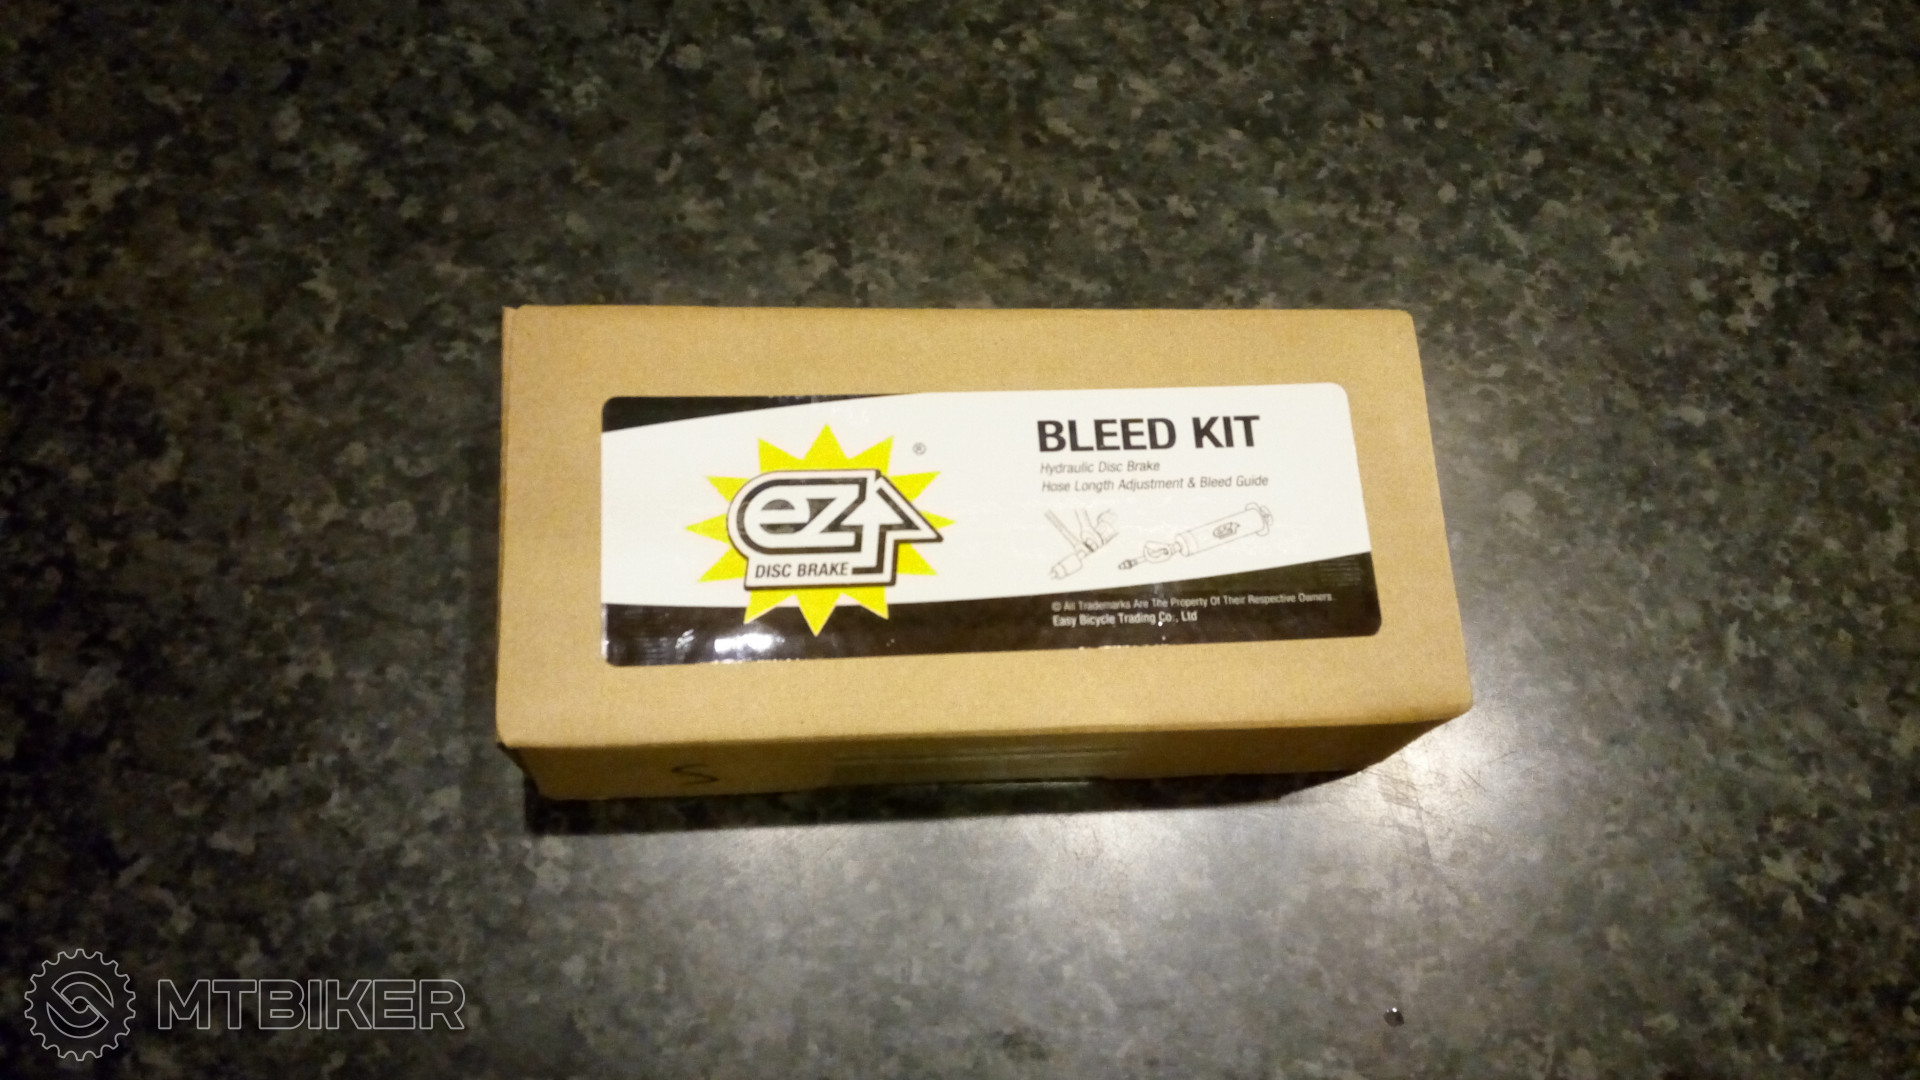 ez
DISC BRAKE
®
BLEED KIT
Hydraulic Disc Brake
Hose Length Adjustment & Bleed Guide
© All Trademarks Are The Property Of Their Respective Owners.
Easy Bicycle Trading Co., Ltd
S
MTBIKER